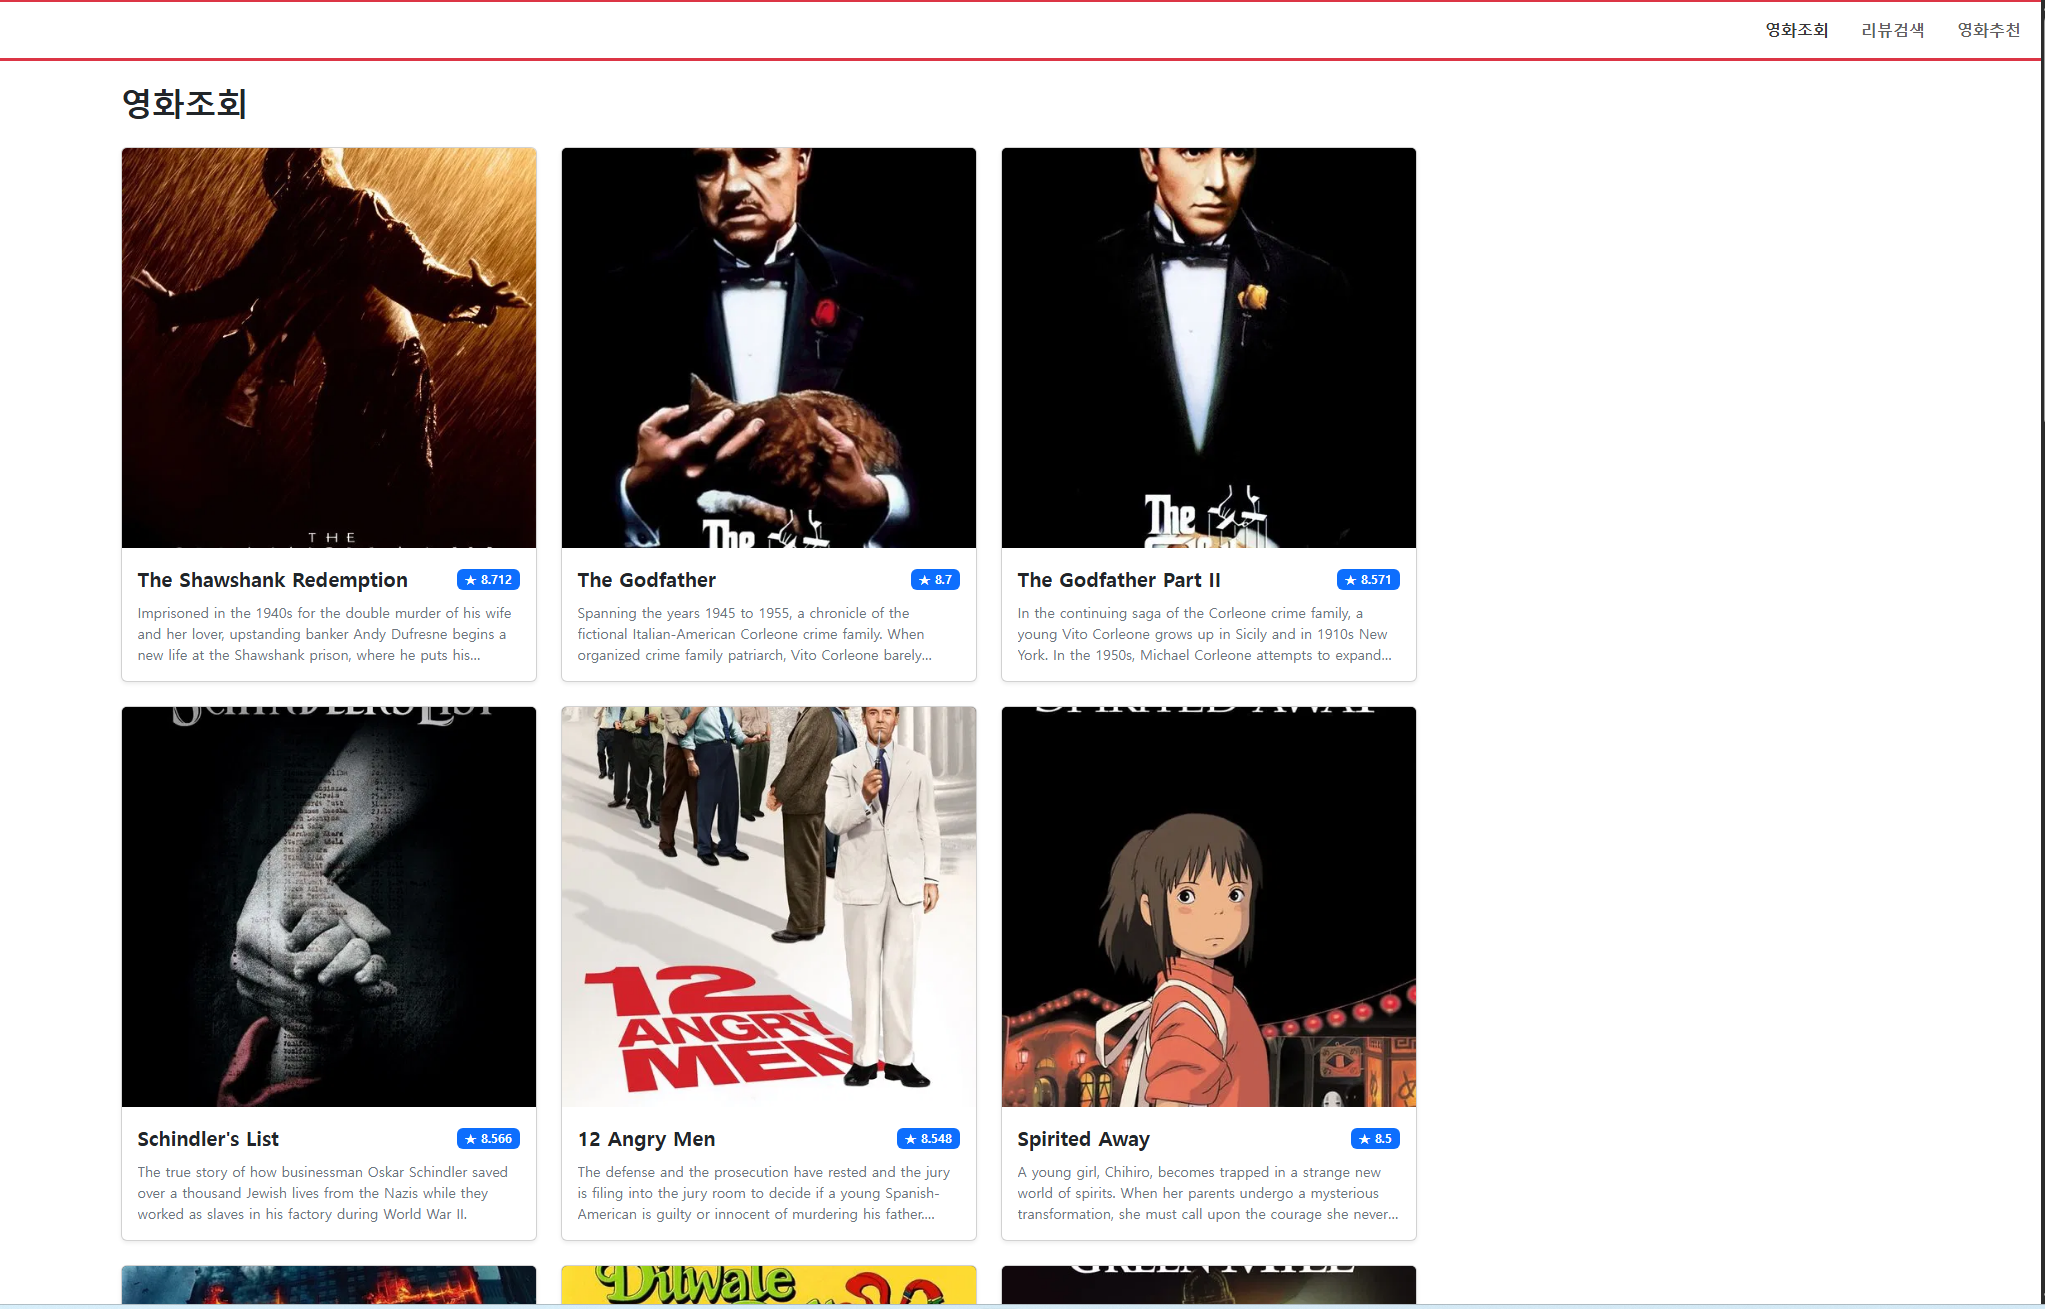 영화조회 리뷰검색 영화추천
영화조회
THE
The
The
The Shawshank Redemption ★ 8.712
Imprisoned in the 1940s for the double murder of his wife
and her lover, upstanding banker Andy Dufresne begins a
new life at the Shawshank prison, where he puts his...
The Godfather ★ 8.7
Spanning the years 1945 to 1955, a chronicle of the
fictional Italian-American Corleone crime family. When
organized crime family patriarch, Vito Corleone barely...
The Godfather Part II ★ 8.571
In the continuing saga of the Corleone crime family, a
young Vito Corleone grows up in Sicily and in 1910s New
York. In the 1950s, Michael Corleone attempts to expand...
SCHINDLER'S LIST
12
ANGRY
MEN
SPIRITED AWAY
Schindler's List ★ 8.566
The true story of how businessman Oskar Schindler saved
over a thousand Jewish lives from the Nazis while they
worked as slaves in his factory during World War II.
12 Angry Men ★ 8.548
The defense and the prosecution have rested and the jury
is filing into the jury room to decide if a young Spanish-
American is guilty or innocent of murdering his father....
Spirited Away ★ 8.5
A young girl, Chihiro, becomes trapped in a strange new
world of spirits. When her parents undergo a mysterious
transformation, she must call upon the courage she never...
Dilwale
GREEN MILE